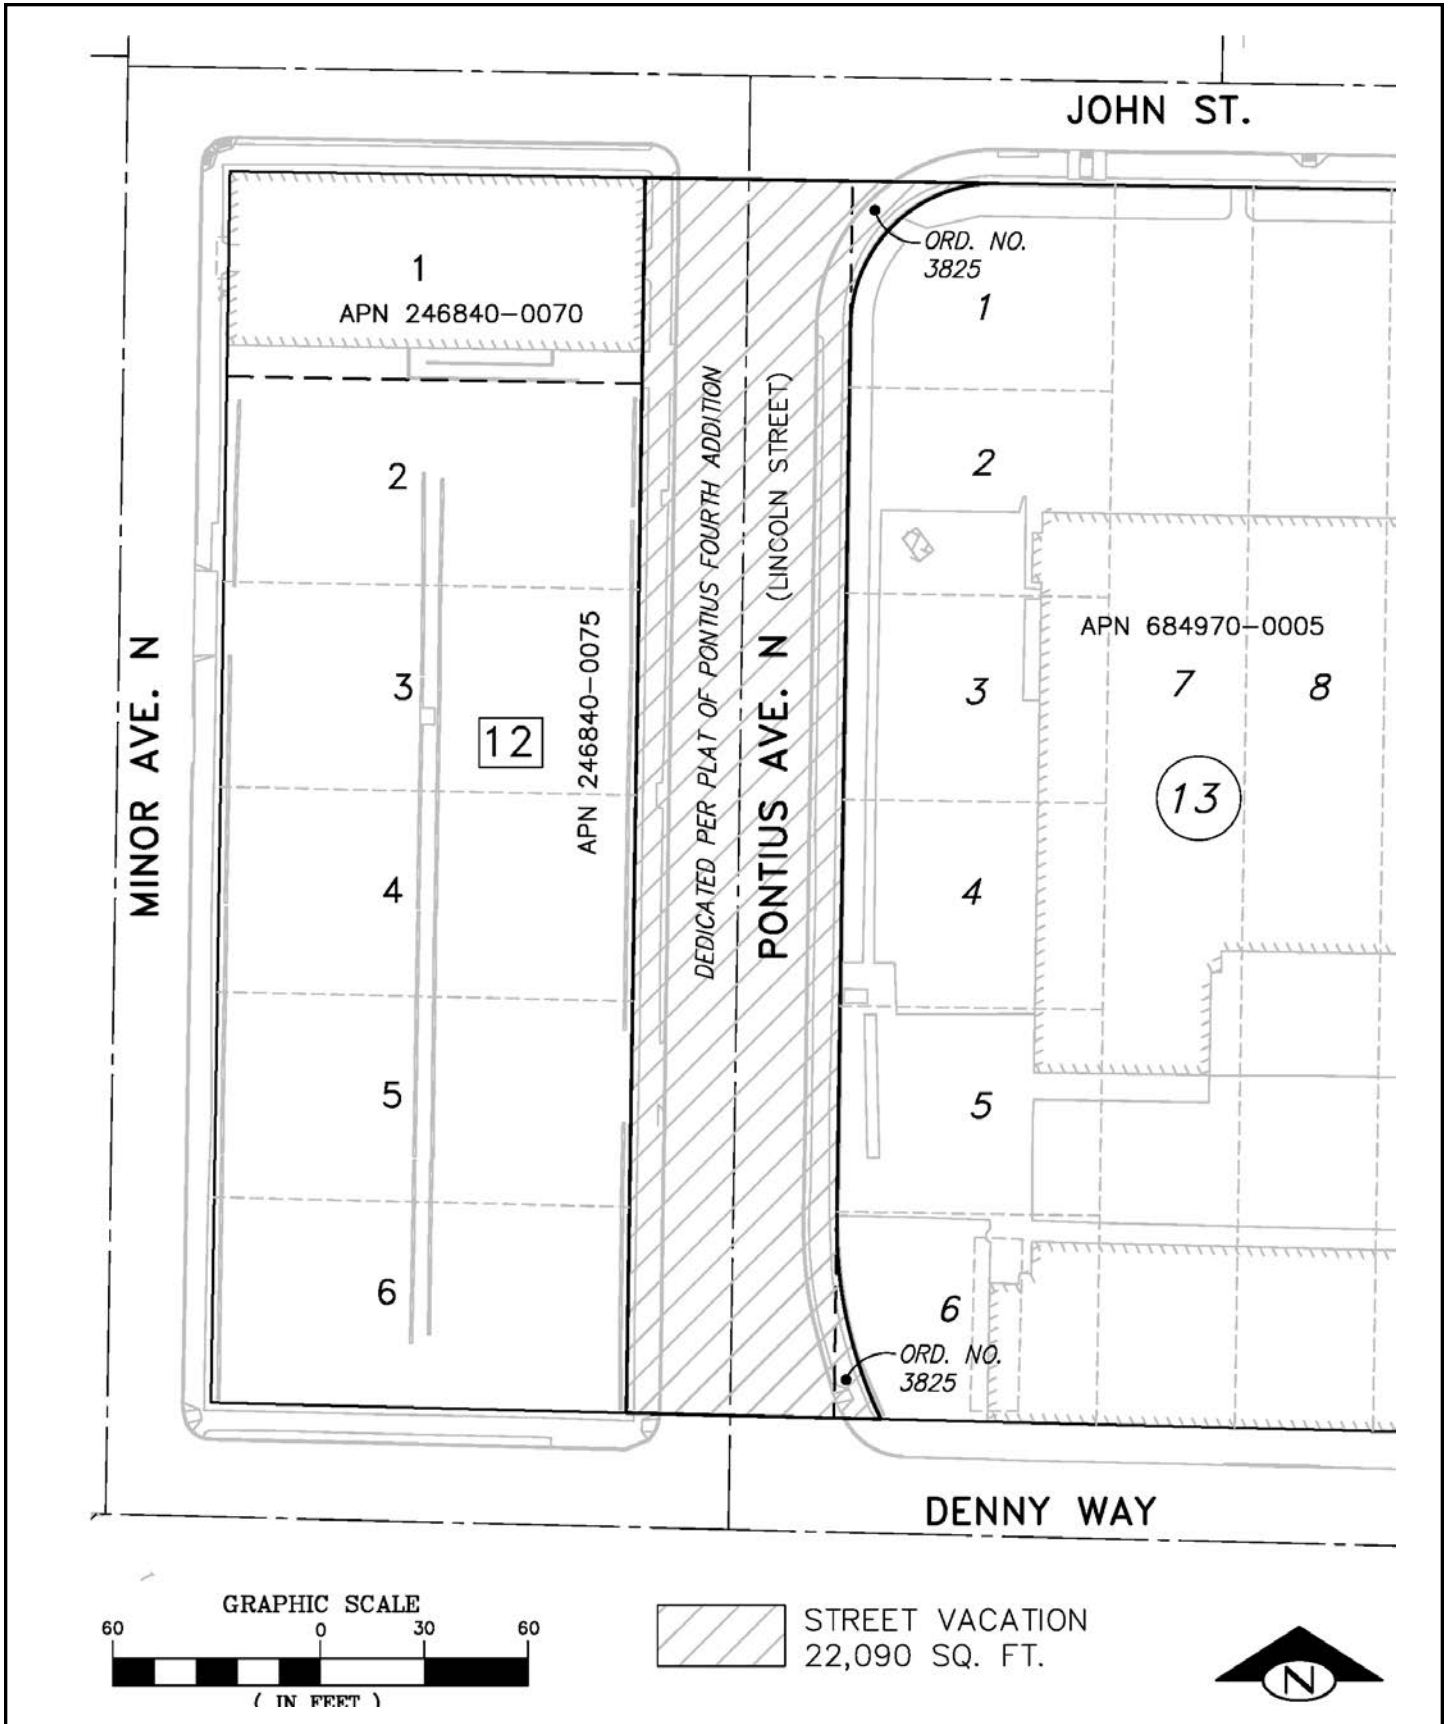 JOHN ST.
ORD. NO.
3825
1
APN 246840-0070
1
2
2
DEDICATED PER PLAT OF PONTIUS FOURTH ADDITION
PONTIUS AVE. N (LINCOLN STREET)
MINOR AVE. N
APN 246840-0075
APN 684970-0005
3
12
3
7
8
13
4
4
5
5
6
6
ORD. NO.
3825
DENNY WAY
GRAPHIC SCALE
60 0 30 60
( IN FEET )
STREET VACATION
22,090 SQ. FT.
N